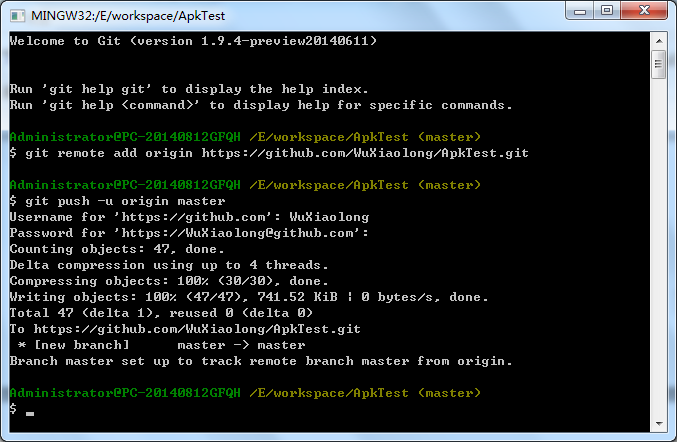 MINGW32:/E/workspace/ApkTest
Welcome to Git (version 1.9.4-preview20140611)
Run 'git help git' to display the help index.
Run 'git help <command>' to display help for specific commands.
Administrator@PC-20140812GFQH /E/workspace/ApkTest (master)
$ git remote add origin https://github.com/WuXiaolong/ApkTest.git
Administrator@PC-20140812GFQH /E/workspace/ApkTest (master)
$ git push -u origin master
Username for 'https://github.com': WuXiaolong
Password for 'https://WuXiaolong@github.com':
Counting objects: 47, done.
Delta compression using up to 4 threads.
Compressing objects: 100% (30/30), done.
Writing objects: 100% (47/47), 741.52 KiB ¦ 0 bytes/s, done.
Total 47 (delta 1), reused 0 (delta 0)
To https://github.com/WuXiaolong/ApkTest.git
 * [new branch]      master -> master
Branch master set up to track remote branch master from origin.
Administrator@PC-20140812GFQH /E/workspace/ApkTest (master)
$